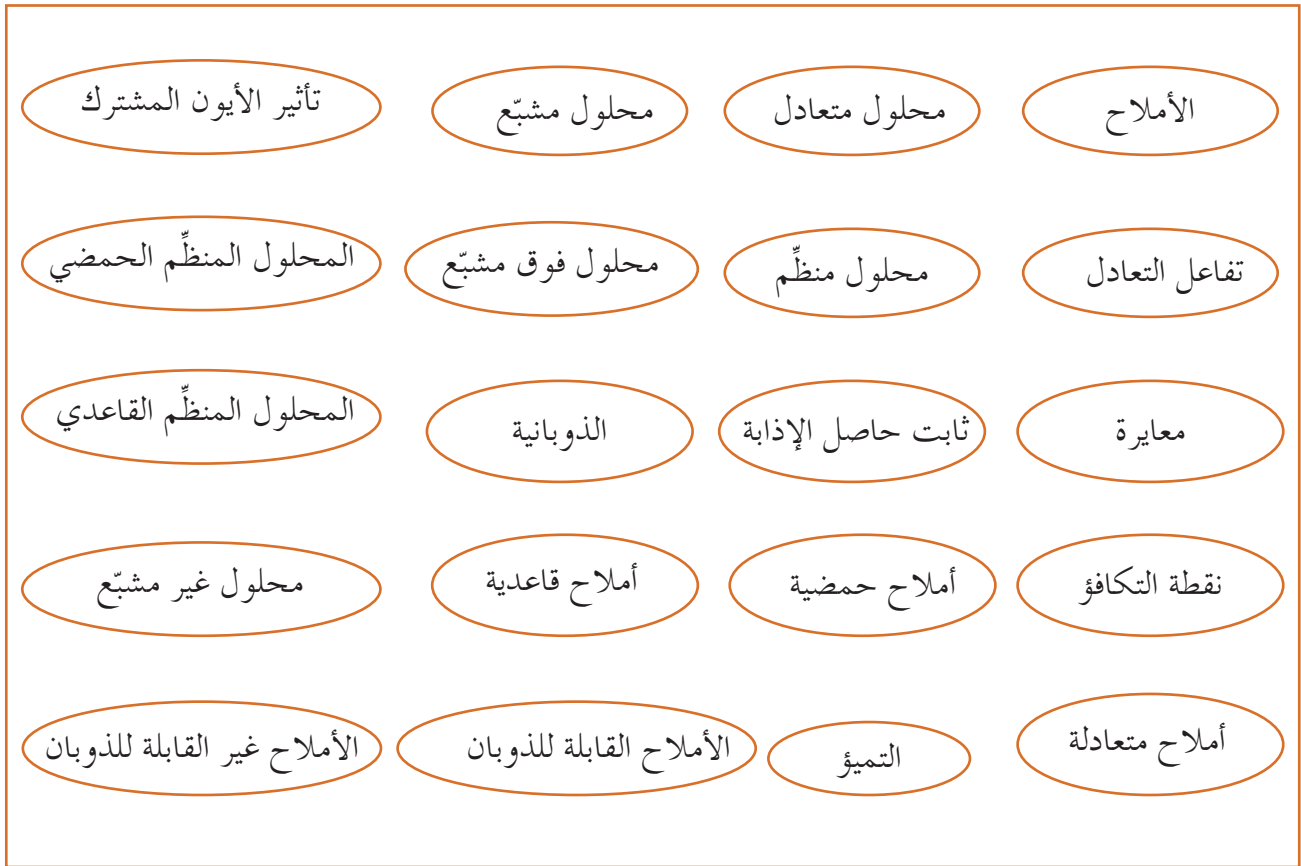 الأملاح
محلول متعادل
محلول مشبّع
تأثير الأيون المشترك
تفاعل التعادل
محلول منظِّم
محلول فوق مشبّع
المحلول المنظِّم الحمضي
معايرة
ثابت حاصل الإذابة
الذوبانية
المحلول المنظِّم القاعدي
نقطة التكافؤ
أملاح حمضية
أملاح قاعدية
محلول غير مشبّع
أملاح متعادلة
التميؤ
الأملاح القابلة للذوبان
الأملاح غير القابلة للذوبان